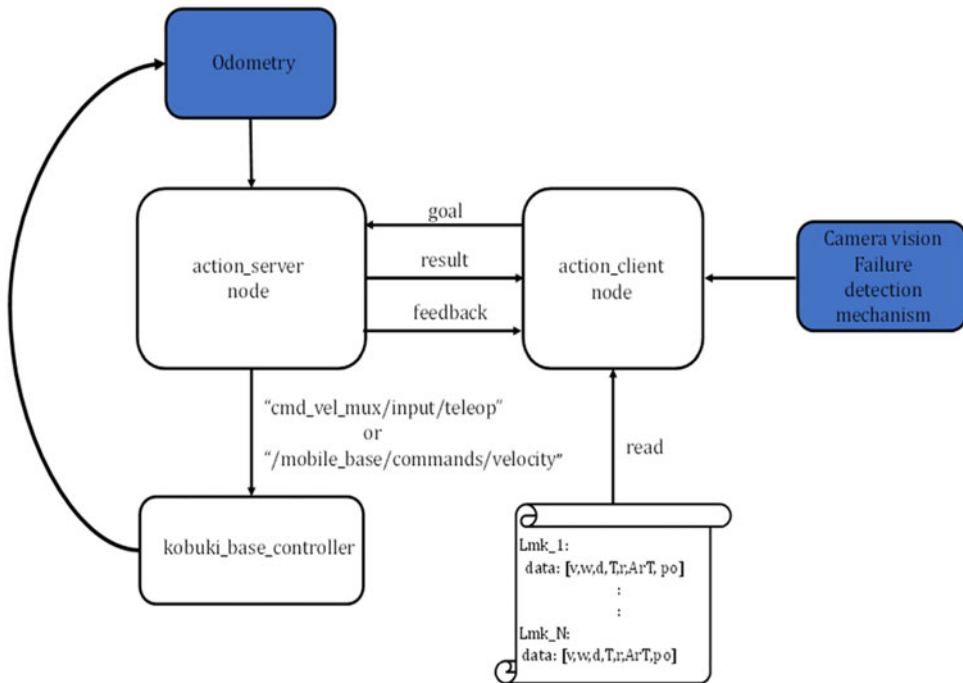 Odometry
goal
action_server
node
result
action_client
node
feedback
Camera vision
Failure
detection
mechanism
“cmd_vel_mux/input/teleop”
or
“/mobile_base/commands/velocity”
read
kobuki_base_controller
Lmk_1:
data: [v,w,d,T,r,ArT, po]
:
:
Lmk_N:
data: [v,w,d,T,r,ArT,po]